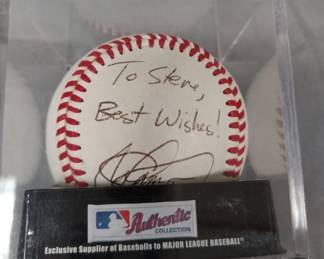 To Steve,
Best Wishes!
Authentic
COLLECTION
Exclusive Supplier of Baseballs to MAJOR LEAGUE BASEBALL®